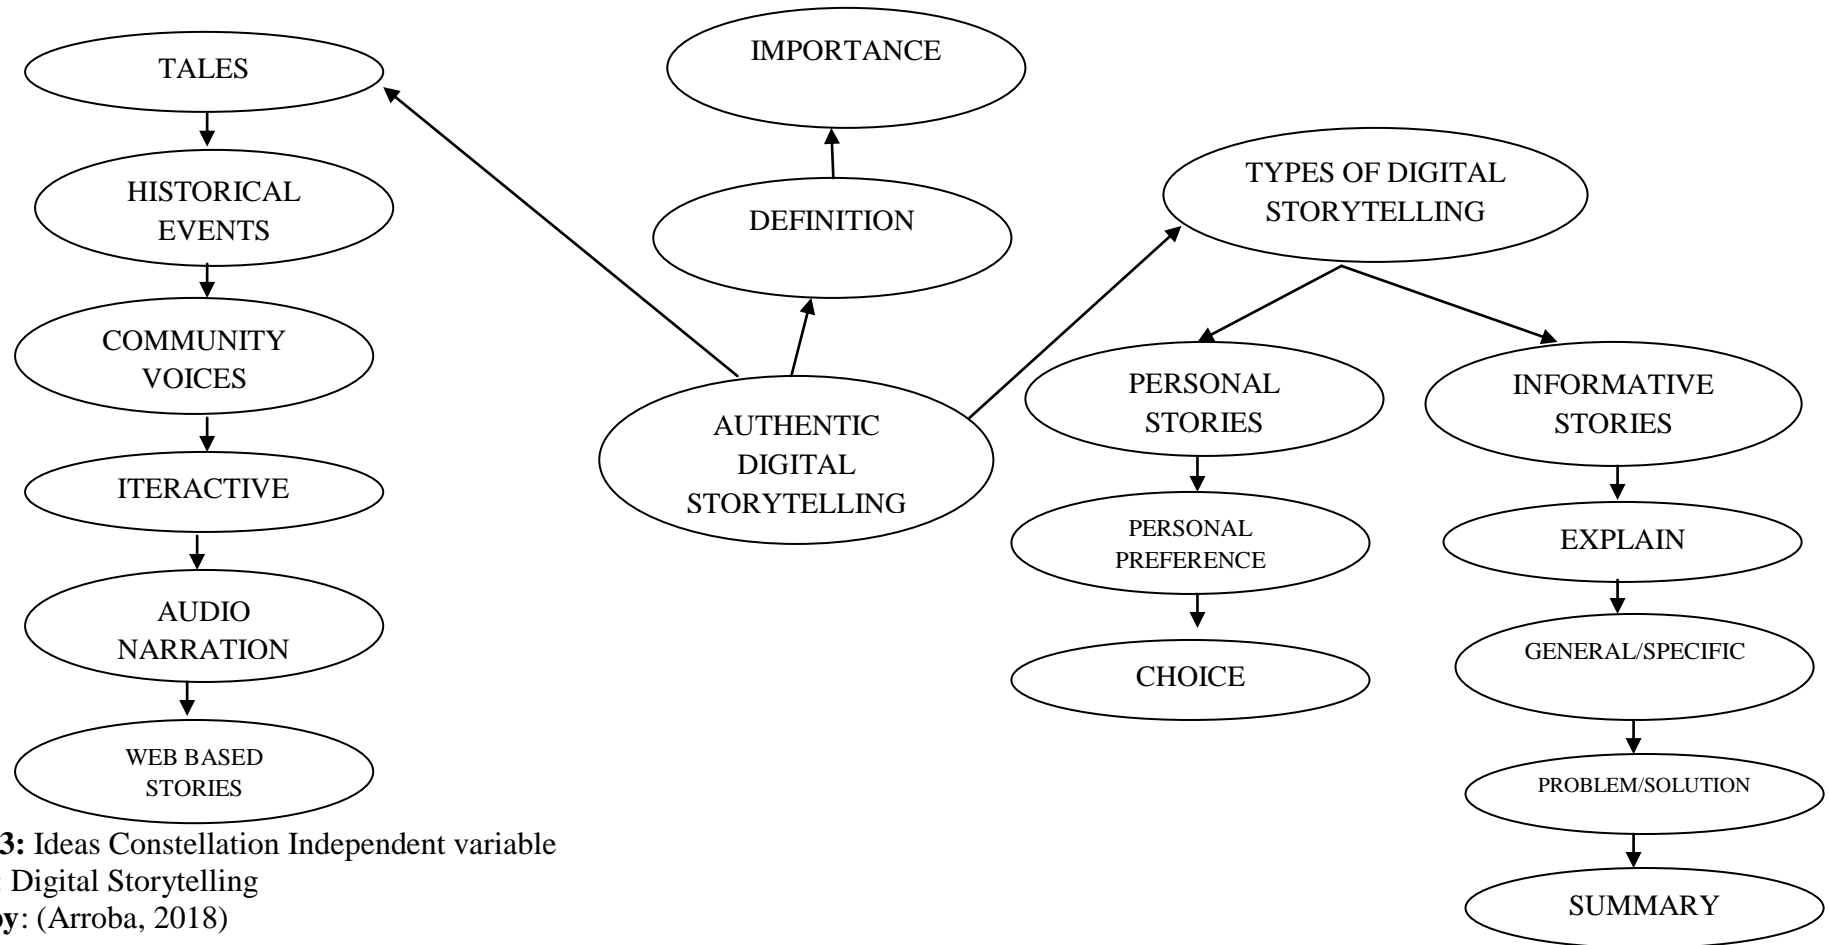 TALES
HISTORICAL
EVENTS
COMMUNITY
VOICES
ITERACTIVE
AUDIO
NARRATION
WEB BASED
STORIES
IMPORTANCE
DEFINITION
AUTHENTIC
DIGITAL
STORYTELLING
TYPES OF DIGITAL
STORYTELLING
PERSONAL
STORIES
PERSONAL
PREFERENCE
CHOICE
INFORMATIVE
STORIES
EXPLAIN
GENERAL/SPECIFIC
PROBLEM/SOLUTION
SUMMARY
3: Ideas Constellation Independent variable
: Digital Storytelling
by: (Arroba, 2018)